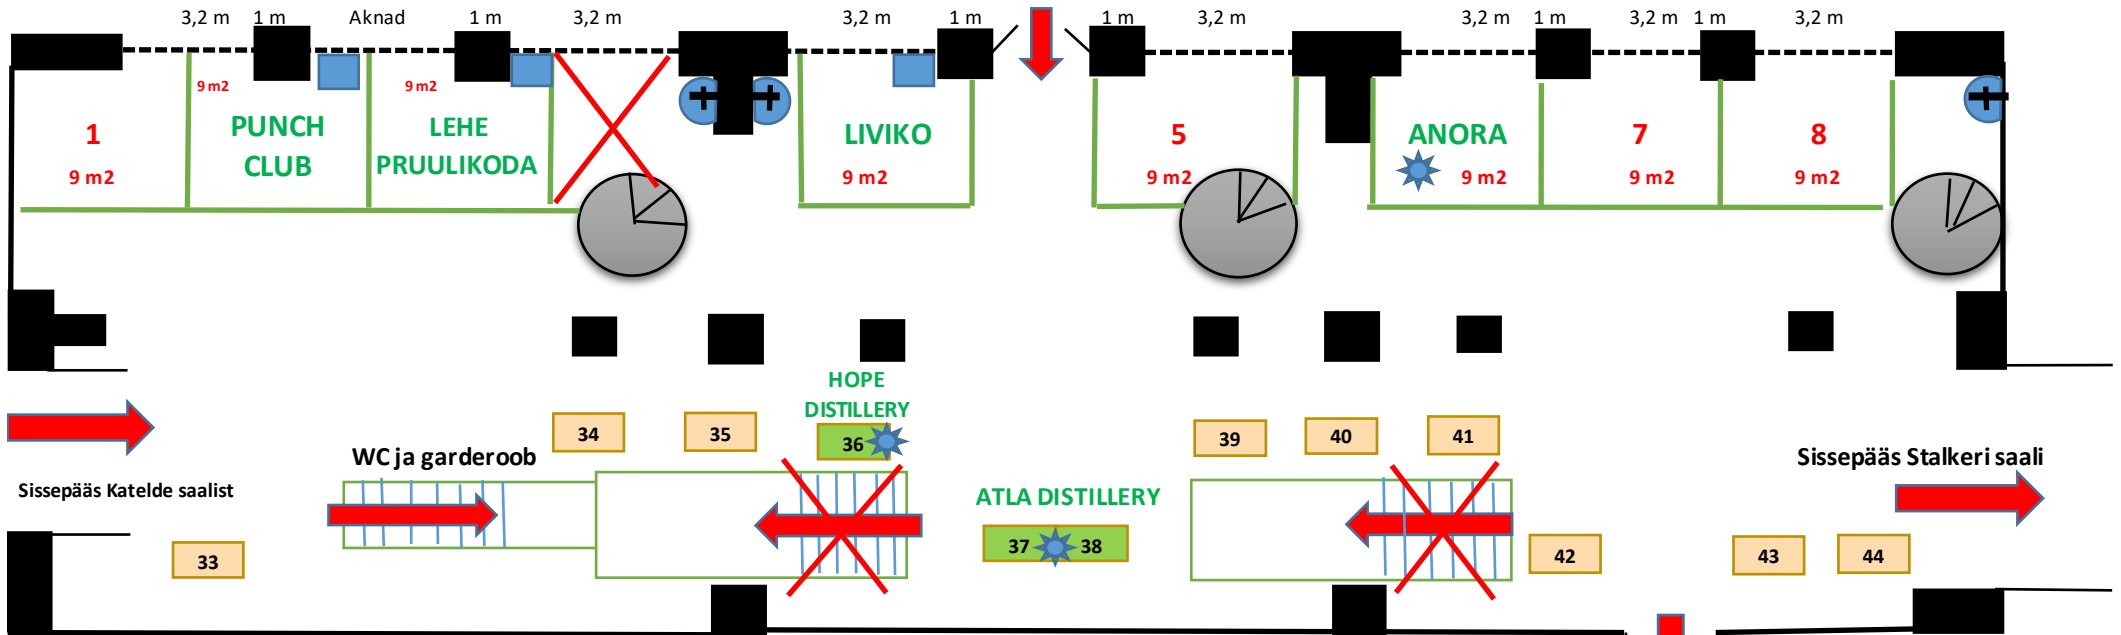 3,2 m 1 m Aknad 1 m 3,2 m 3,2 m 1 m 1 m 3,2 m 3,2 m 1 m 3,2 m 1 m 3,2 m
9 m2 9 m2
1 PUNCH CLUB LEHE PRUULIKODA LIVIKO 5 ANORA 7 8
9 m2 9 m2 9 m2 9 m2 9 m2 9 m2
HOPE
DISTILLERY
34 35 36 39 40 41
WC ja garderoob
Sissepääs Stalkeri saali
Sissepääs Katelde saalist
ATLA DISTILLERY
33 37 38 42 43 44